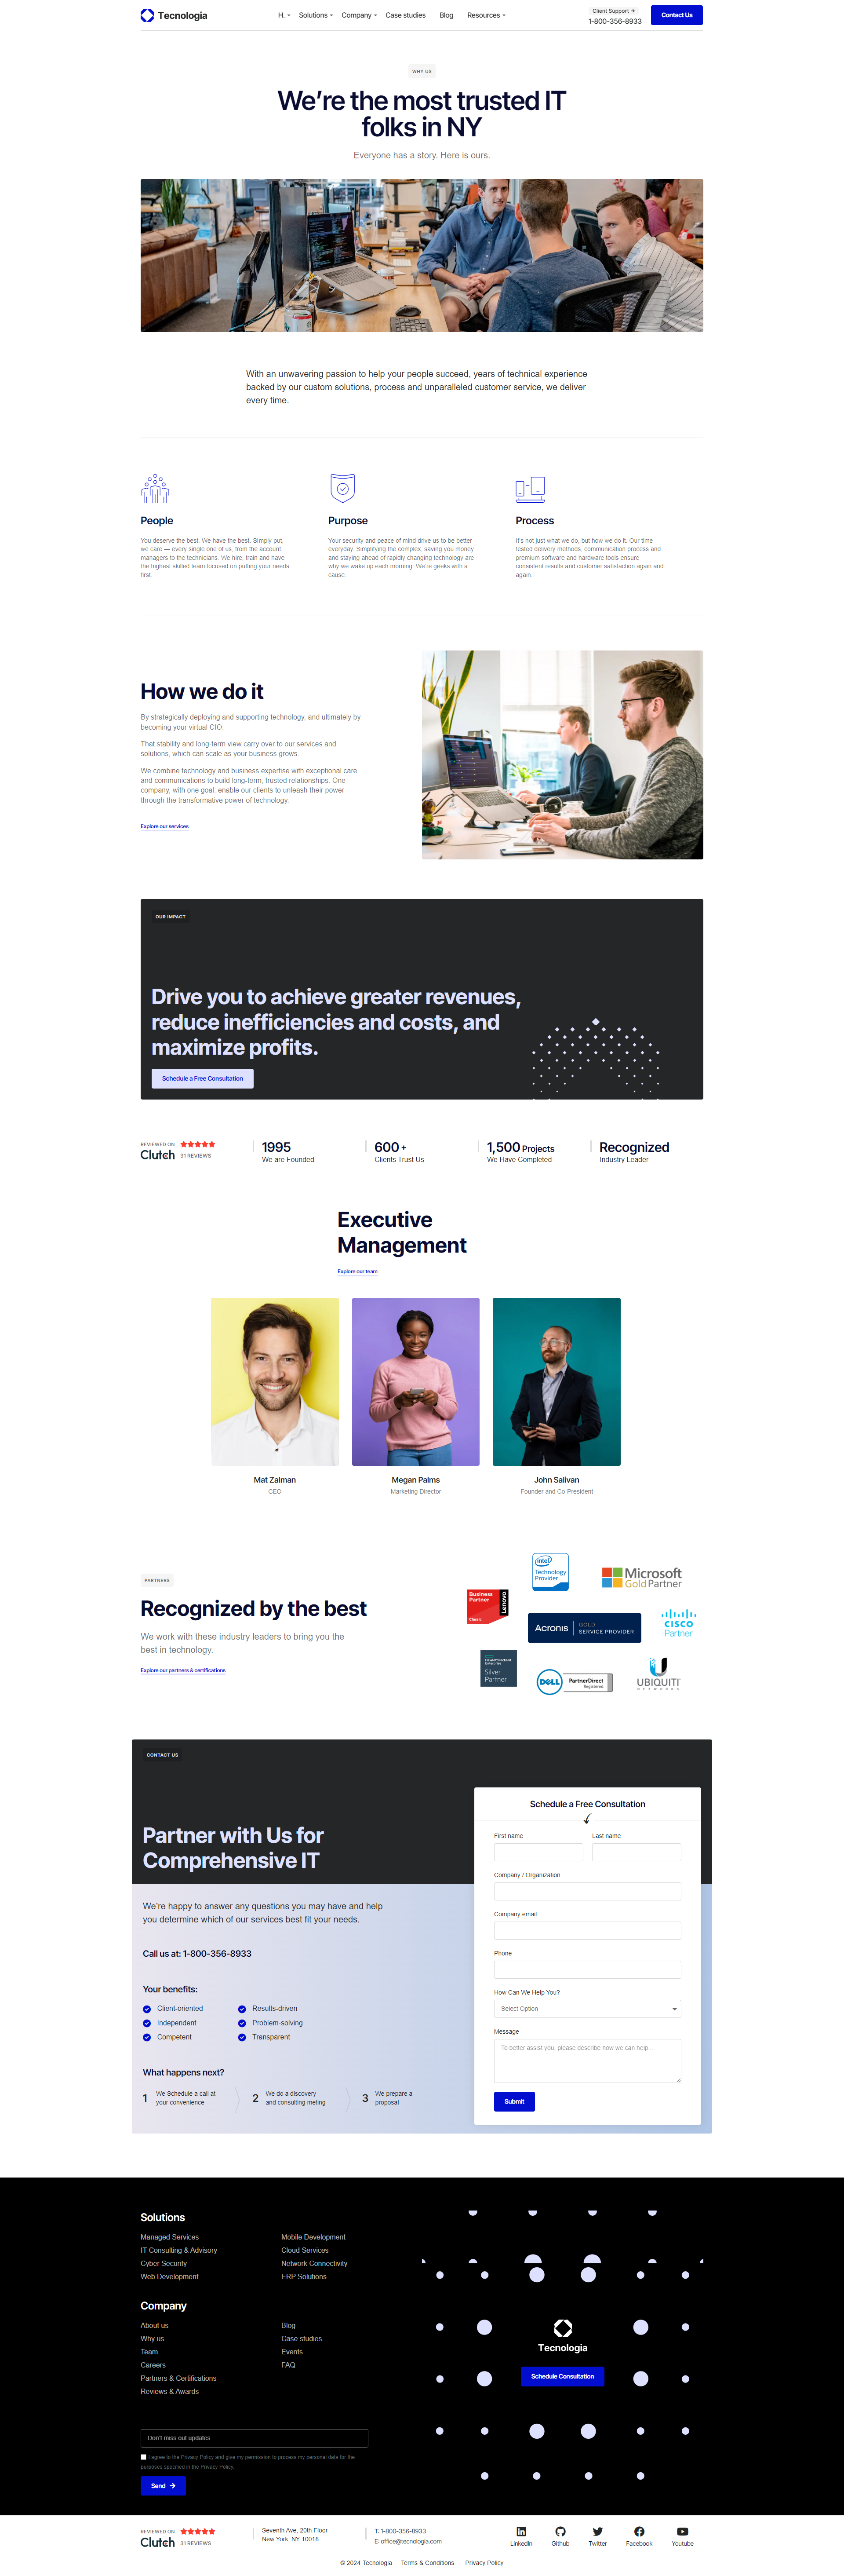 Tecnologia
H.
Solutions
Company
Case studies
Blog
Resources
Client Support →
1-800-356-8933
Contact Us
WHY US
We're the most trusted IT
folks in NY
Everyone has a story. Here is ours.
With an unwavering passion to help your people succeed, years of technical experience
backed by our custom solutions, process and unparalleled customer service, we deliver
every time.
People
You deserve the best. We have the best. SImply put,
we care — every single one of us, from the account
managers to the technicians. We hire, train and have
the highest skilled team focused on putting your needs
first.
Purpose
Your security and peace of mind drive us to be better
everyday. Simplifying the complex, saving you money
and staying ahead of rapidly changing technology are
why we wake up each morning. We're geeks with a
cause.
Process
It's not just what we do, but how we do it. Our time
tested delivery methods, communication process and
premium software and hardware tools ensure
consistent results and customer satisfaction again and
again.
How we do it
By strategically deploying and supporting technology, and ultimately by
becoming your virtual CIO.
That stability and long-term view carry over to our services and
solutions, which can scale as your business grows.
We combine technology and business expertise with exceptional care
and communications to build long-term, trusted relationships. One
company, with one goal: enable our clients to unleash their power
through the transformative power of technology.
Explore our services
OUR IMPACT
Drive you to achieve greater revenues,
reduce inefficiencies and costs, and
maximize profits.
Schedule a Free Consultation
REVIEWED ON
Clutch
31 REVIEWS
1995
We are Founded
600 +
Clients Trust Us
1,500 Projects
We Have Completed
Recognized
Industry Leader
Executive
Management
Explore our team
Mat Zalman
CEO
Megan Palms
Marketing Director
John Salivan
Founder and Co-President
PARTNERS
Recognized by the best
We work with these industry leaders to bring you the
best in technology.
Explore our partners & certifications
intel
Technology
Provider
Microsoft
Gold Partner
Business
Partner
Lenovo
Classic
Acronis
GOLD
SERVICE PROVIDER
CISCO
Partner
Hewlett Packard
Enterprise
Silver
Partner
DELL
PartnerDirect
Registered
UBIQUITI
NETWORKS
CONTACT US
Partner with Us for
Comprehensive IT
We're happy to answer any questions you may have and help
you determine which of our services best fit your needs.
Call us at: 1-800-356-8933
Your benefits:
Client-oriented
Results-driven
Independent
Problem-solving
Competent
Transparent
What happens next?
1
We Schedule a call at
your convenience
2
We do a discovery
and consulting meting
3
We prepare a
proposal
Schedule a Free Consultation
First name
Last name
Company / Organization
Company email
Phone
How Can We Help You?
Select Option
Message
To better assist you, please describe how we can help...
Submit
Solutions
Managed Services
IT Consulting & Advisory
Cyber Security
Web Development
Mobile Development
Cloud Services
Network Connectivity
ERP Solutions
Company
About us
Why us
Team
Careers
Partners & Certifications
Reviews & Awards
Blog
Case studies
Events
FAQ
Tecnologia
Schedule Consultation
Don't miss out updates
I agree to the Privacy Policy and give my permission to process my personal data for the
purposes specified in the Privacy Policy.
Send →
REVIEWED ON
Clutch
31 REVIEWS
Seventh Ave, 20th Floor
New York, NY 10018
T: 1-800-356-8933
E: office@tecnologia.com
LinkedIn
Github
Twitter
Facebook
Youtube
© 2024 Tecnologia
Terms & Conditions
Privacy Policy